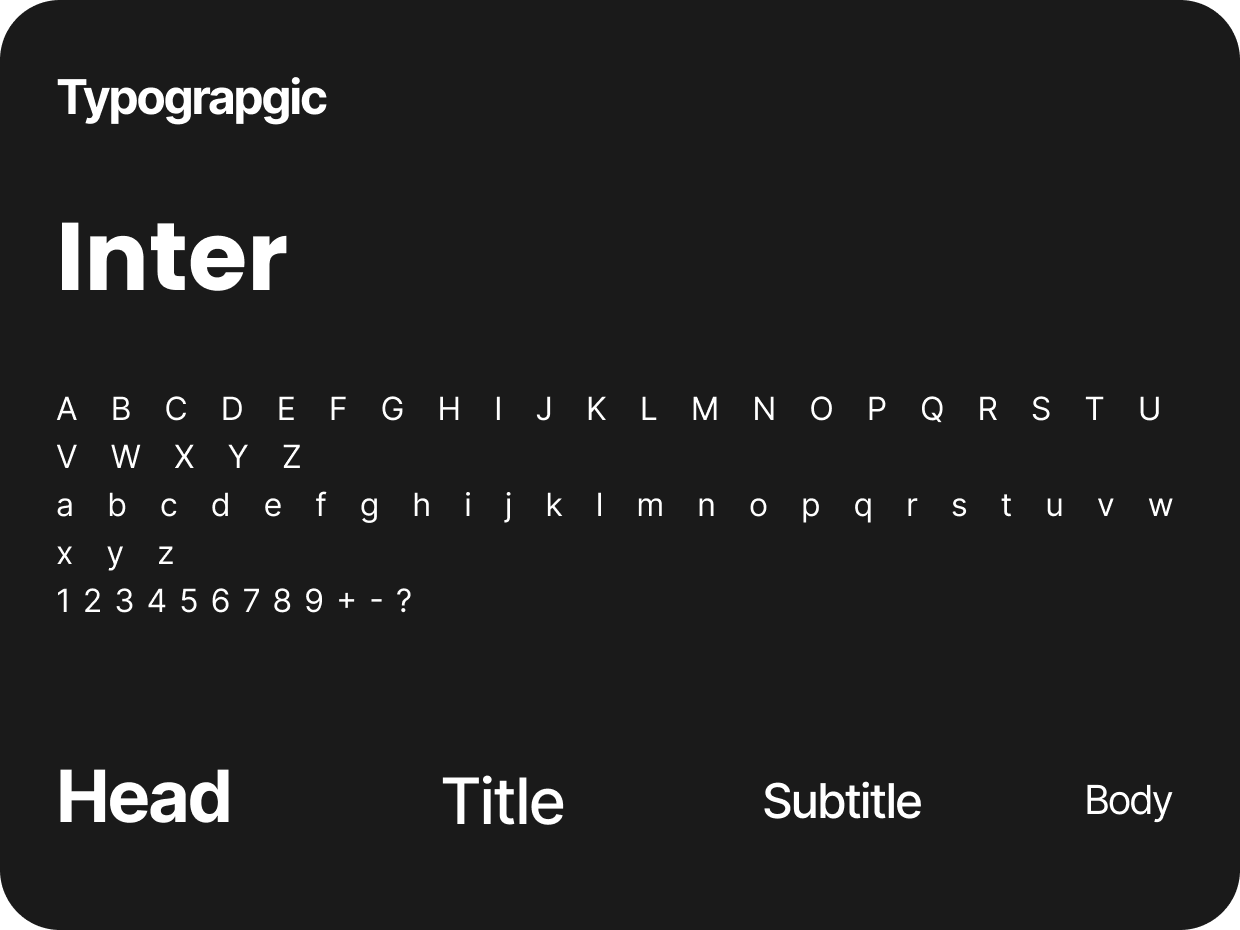 Typograpgic
Inter
A B C D E F G H I J K L M N O P Q R S T U
V W X Y Z
a b c d e f g h i j k l m n o p q r s t u v w
x y z
1 2 3 4 5 6 7 8 9 + - ?
Head Title Subtitle Body